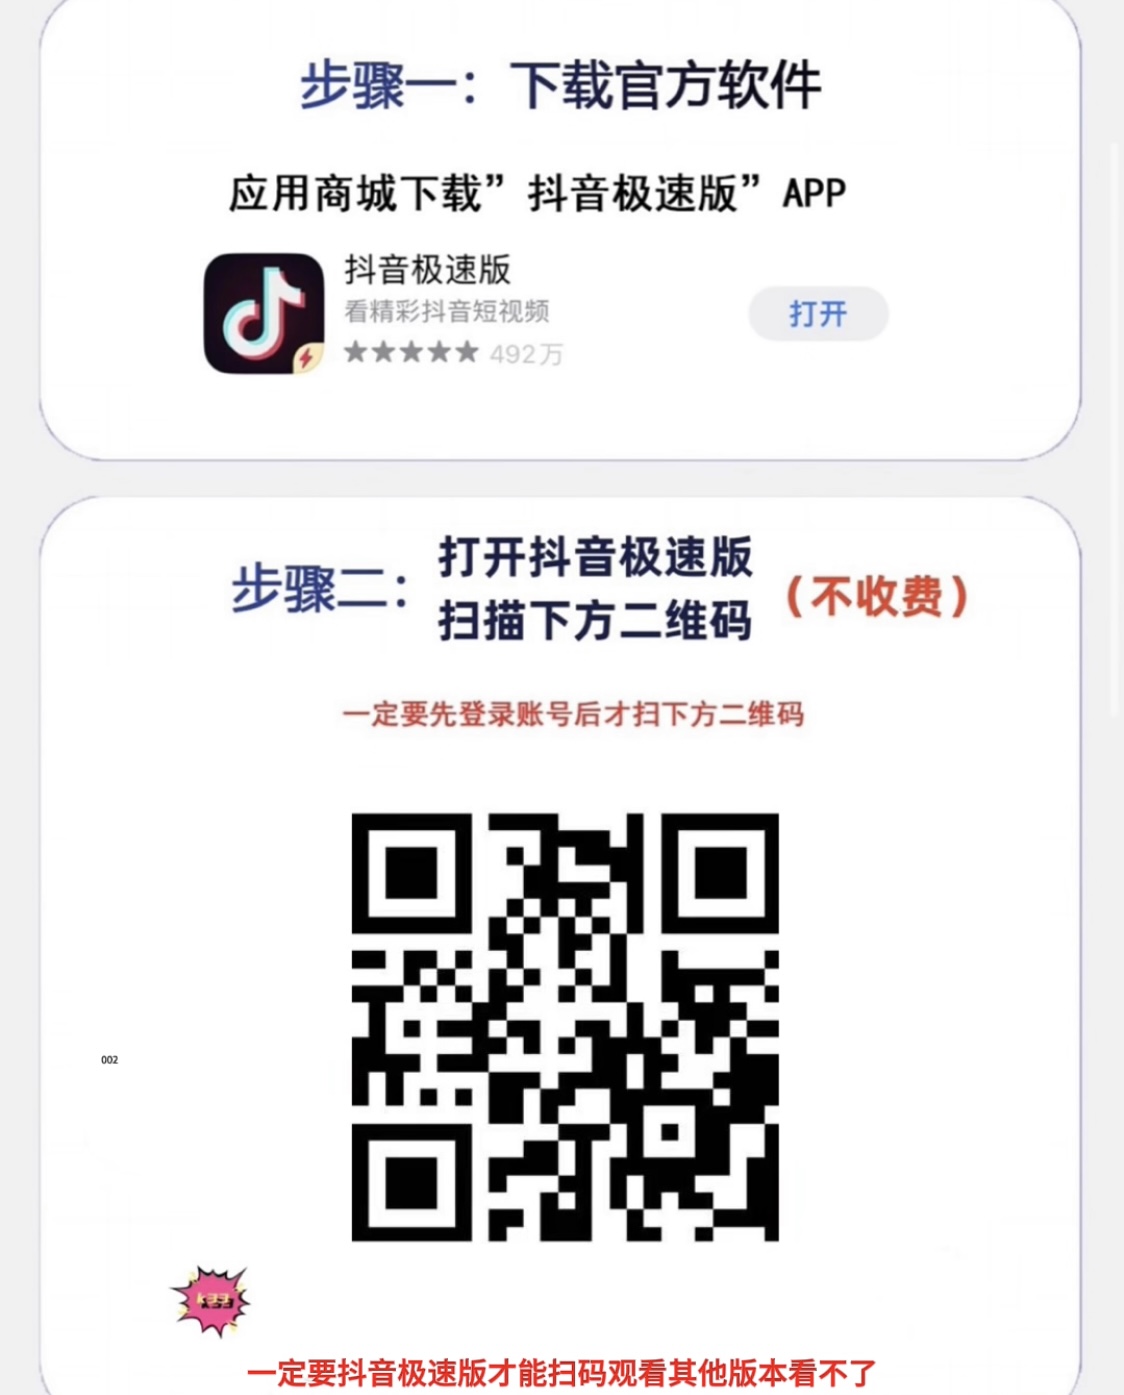 步骤一：下载官方软件
应用商城下载”抖音极速版”APP
抖音极速版
看精彩抖音短视频
★★★★★ 492万
打开
步骤二：
打开抖音极速版
扫描下方二维码
（不收费）
一定要先登录账号后才扫下方二维码
002
k33
一定要抖音极速版才能扫码观看其他版本看不了